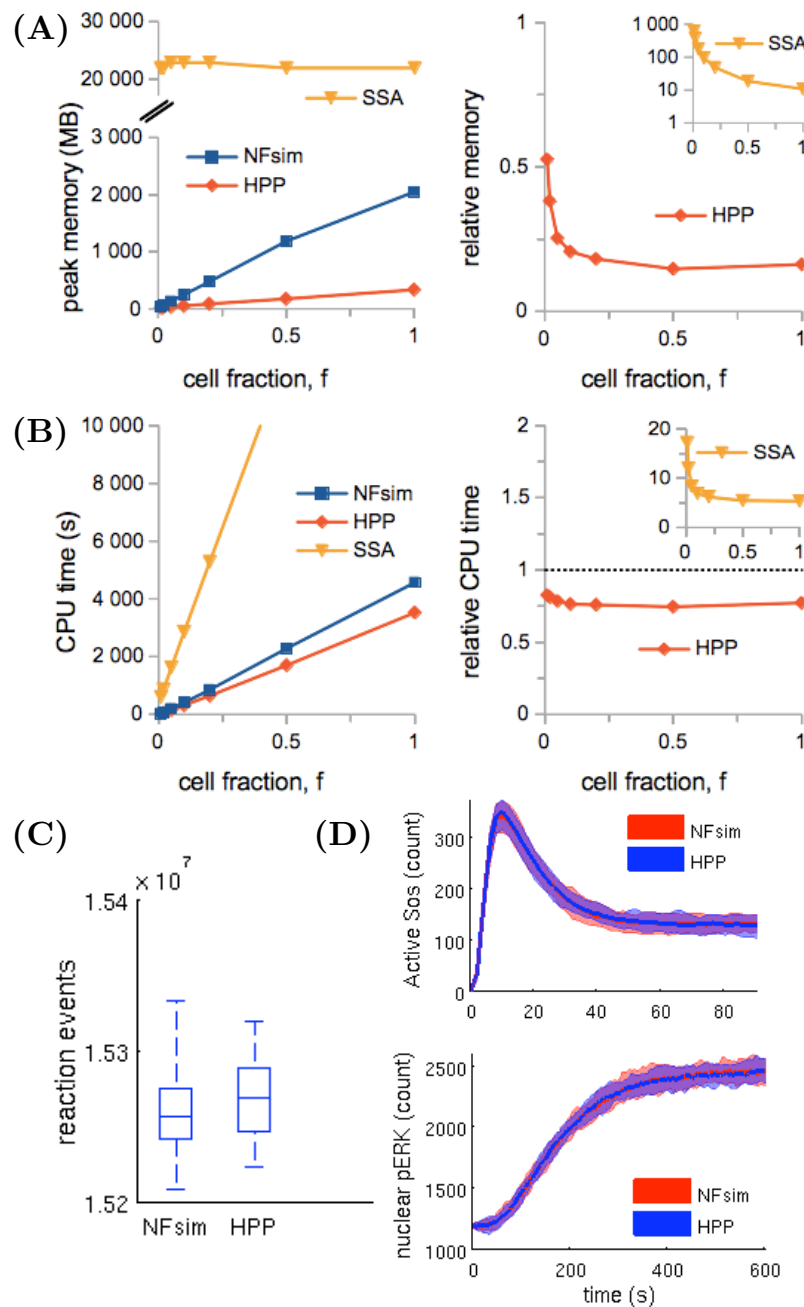 (A)
30 000
20 000
3 000
2 000
1 000
0
peak memory (MB)
SSA
NFsim
HPP
0
0.5
1
cell fraction, f
1
0.5
0
relative memory
HPP
0
0.5
1
cell fraction, f
1 000
100
10
1
0
0.5
1
SSA
(B)
10 000
8 000
6 000
4 000
2 000
0
CPU time (s)
NFsim
HPP
SSA
0
0.5
1
cell fraction, f
2
1.5
1
0.5
0
relative CPU time
HPP
0
0.5
1
cell fraction, f
20
10
0
0
0.5
1
SSA
(C)
× 10⁷
1.54
1.53
1.52
reaction events
NFsim
HPP
(D)
300
200
100
0
Active Sos (count)
NFsim
HPP
0
20
40
60
80
2500
2000
1500
1000
nuclear pERK (count)
NFsim
HPP
0
200
400
600
time (s)